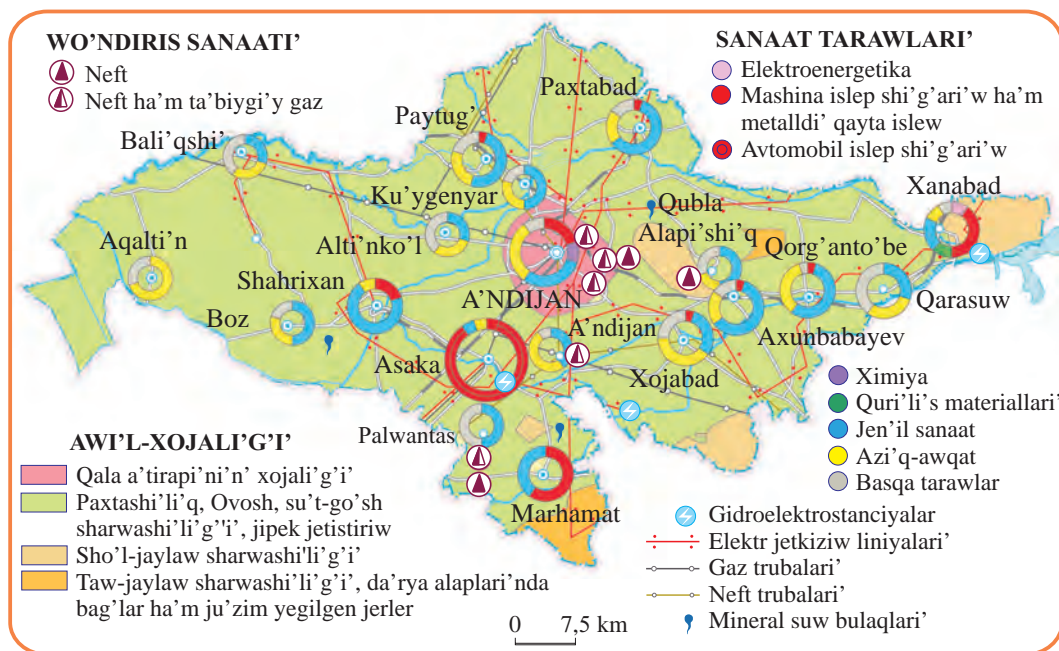 WO'NDIRIS SANAATI'
Neft
Neft ha'm ta'biygi'y gaz
SANAAT TARAWLARI'
Elektroenergetika
Mashina islep shi'g'ari'w ha'm
metalldi' qayta islew
Avtomobil islep shi'g'ari'w
Paxtabad
Paytug'
Bali'qshi'
Xanabad
Ku'ygenyar
Qubla
Alapi'shi'q
Aqalti'n
Alti'nko'l
Qorg'anto'be
Shahrixan
A'NDIJAN
Qarasuw
Boz
A'ndijan
Axunbabayev
Asaka
Xojabad
Palwantas
Marhamat
Ximiya
Quri'li's materiallari'
Jen'il sanaat
Azi'q-awqat
Basqa tarawlar
AWI'L-XOJALI'G'I'
Qala a'tirapi'ni'n' xojali'g'i'
Paxtashi'li'q, Ovosh, su't-go'sh
sharwashi'li'g'i', jipek jetistiriw
Sho'l-jaylaw sharwashi'li'g'i'
Taw-jaylaw sharwashi'li'g'i', da'rya alaplari'nda
bag'lar ha'm ju'zim yegilgen jerler
0 7,5 km
Gidroelektrostanciyalar
Elektr jetkiziw liniyalari'
Gaz trubalari'
Neft trubalari'
Mineral suw bulaqlari'